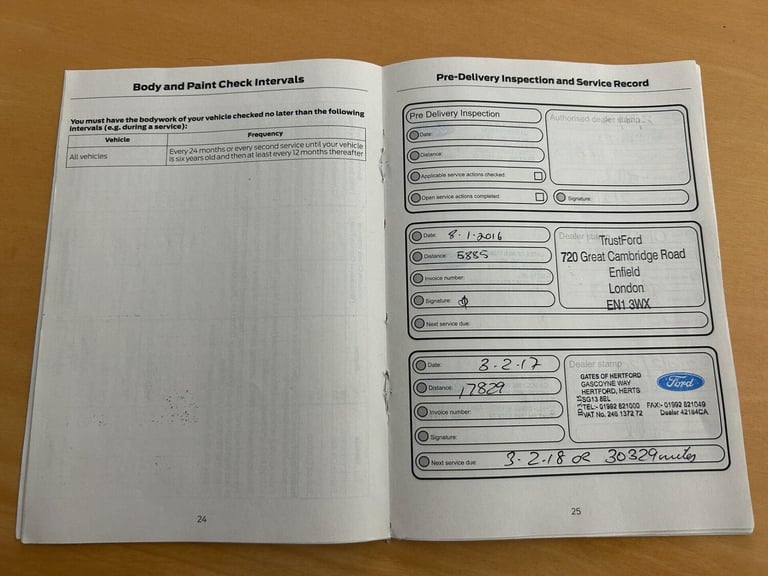 Body and Paint Check Intervals
You must have the bodywork of your vehicle checked no later than the following
intervals (e.g. during a service):
Vehicle Frequency
All vehicles Every 24 months or every second service until your vehicle
is six years old and then at least every 12 months thereafter
24
Pre-Delivery Inspection and Service Record
Pre Delivery Inspection
Authorised dealer stamp
Date:
Distance:
Applicable service actions checked:
Open service actions completed:
Signature:
Date: 8.1.2016
Distance: 5885
Invoice number:
Signature:
Next service due:
Dealer stamp
TrustFord
720 Great Cambridge Road
Enfield
London
EN1 3WX
Date: 3.2.17
Distance: 17829
Invoice number:
Signature:
Dealer stamp
GATES OF HERTFORD
GASCOYNE WAY
HERTFORD, HERTS
SG13 8EL
TEL:- 01992 821000 FAX:- 01992 821049
VAT No. 246 1372 72 Dealer 42184CA
Ford
Next service due: 3.2.18 or 30329 miles
25